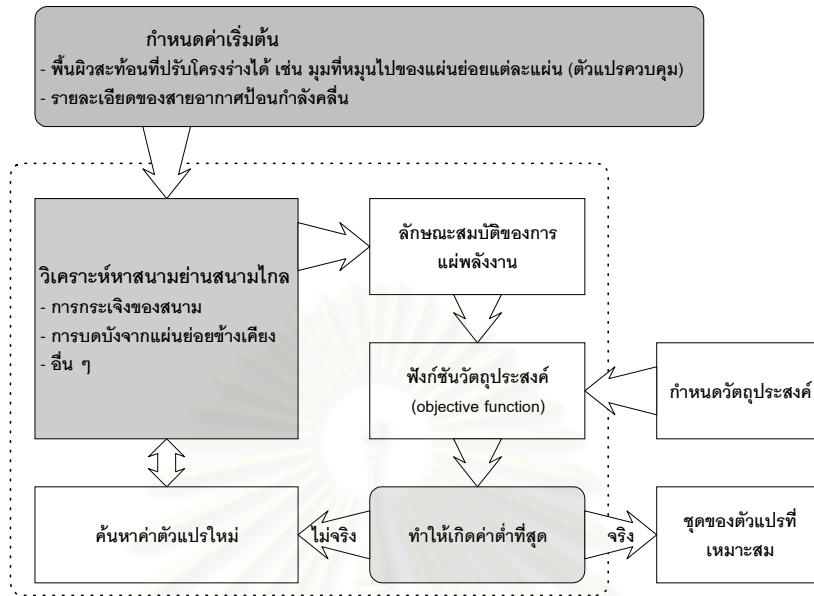 กำหนดค่าเริ่มต้น
- พื้นผิวสะท้อนที่ปรับโครงร่างได้ เช่น มุมที่หมุนไปของแผ่นย่อยแต่ละแผ่น (ตัวแปรควบคุม)
- รายละเอียดของสายอากาศป้อนกำลังคลื่น
วิเคราะห์หาสนามย่านสนามไกล
- การกระเจิงของสนาม
- การบดบังจากแผ่นย่อยข้างเคียง
- อื่น ๆ
ลักษณะสมบัติของการ
แผ่พลังงาน
ฟังก์ชันวัตถุประสงค์
(objective function)
กำหนดวัตถุประสงค์
ค้นหาค่าตัวแปรใหม่
ไม่จริง
ทำให้เกิดค่าต่ำที่สุด
จริง
ชุดของตัวแปรที่
เหมาะสม